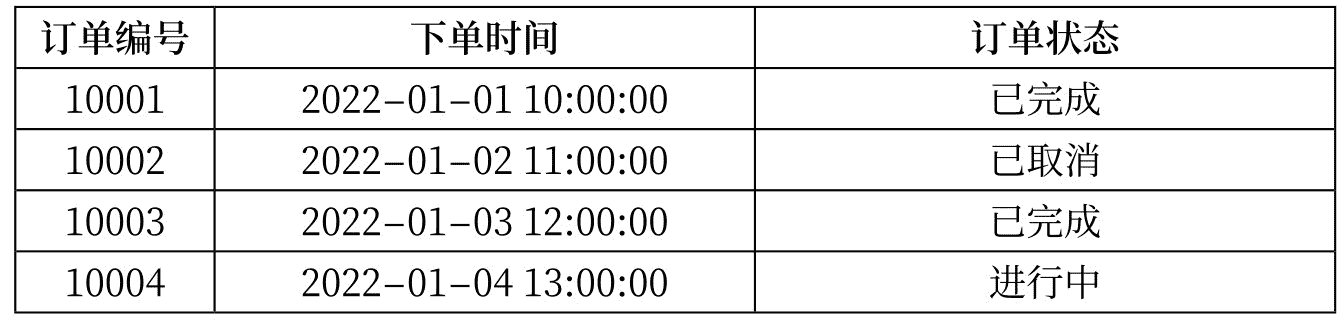 订单编号 下单时间 订单状态
10001 2022-01-01 10:00:00 已完成
10002 2022-01-02 11:00:00 已取消
10003 2022-01-03 12:00:00 已完成
10004 2022-01-04 13:00:00 进行中